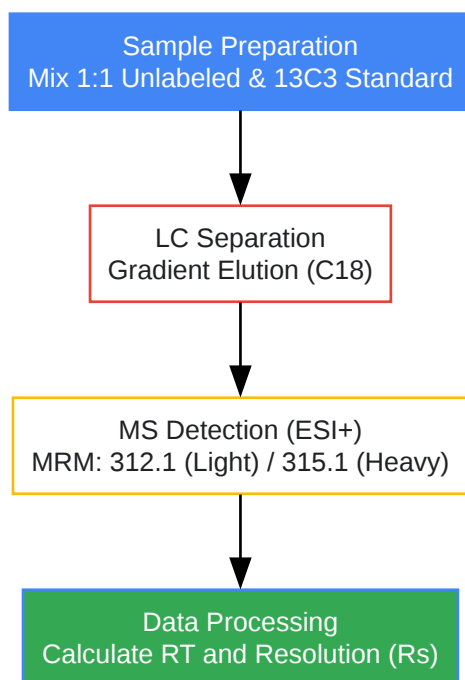 Sample Preparation
Mix 1:1 Unlabeled & 13C3 Standard
LC Separation
Gradient Elution (C18)
MS Detection (ESI+)
MRM: 312.1 (Light) / 315.1 (Heavy)
Data Processing
Calculate RT and Resolution (Rs)